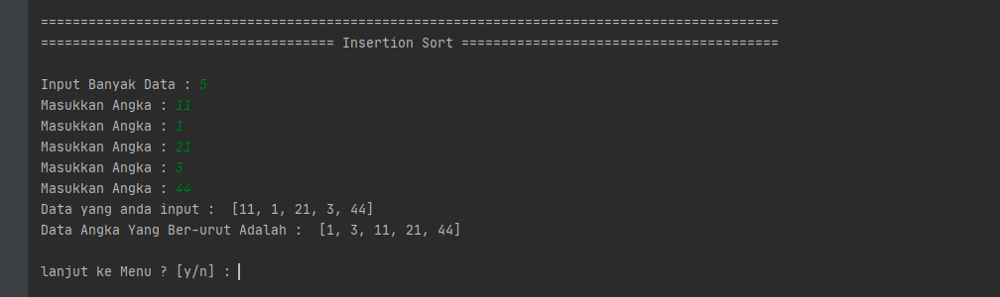 =============================================================================================
===================================== Insertion Sort ========================================
Input Banyak Data : 5
Masukkan Angka : 11
Masukkan Angka : 1
Masukkan Angka : 21
Masukkan Angka : 3
Masukkan Angka : 44
Data yang anda input :  [11, 1, 21, 3, 44]
Data Angka Yang Ber-urut Adalah :  [1, 3, 11, 21, 44]
lanjut ke Menu ? [y/n] :